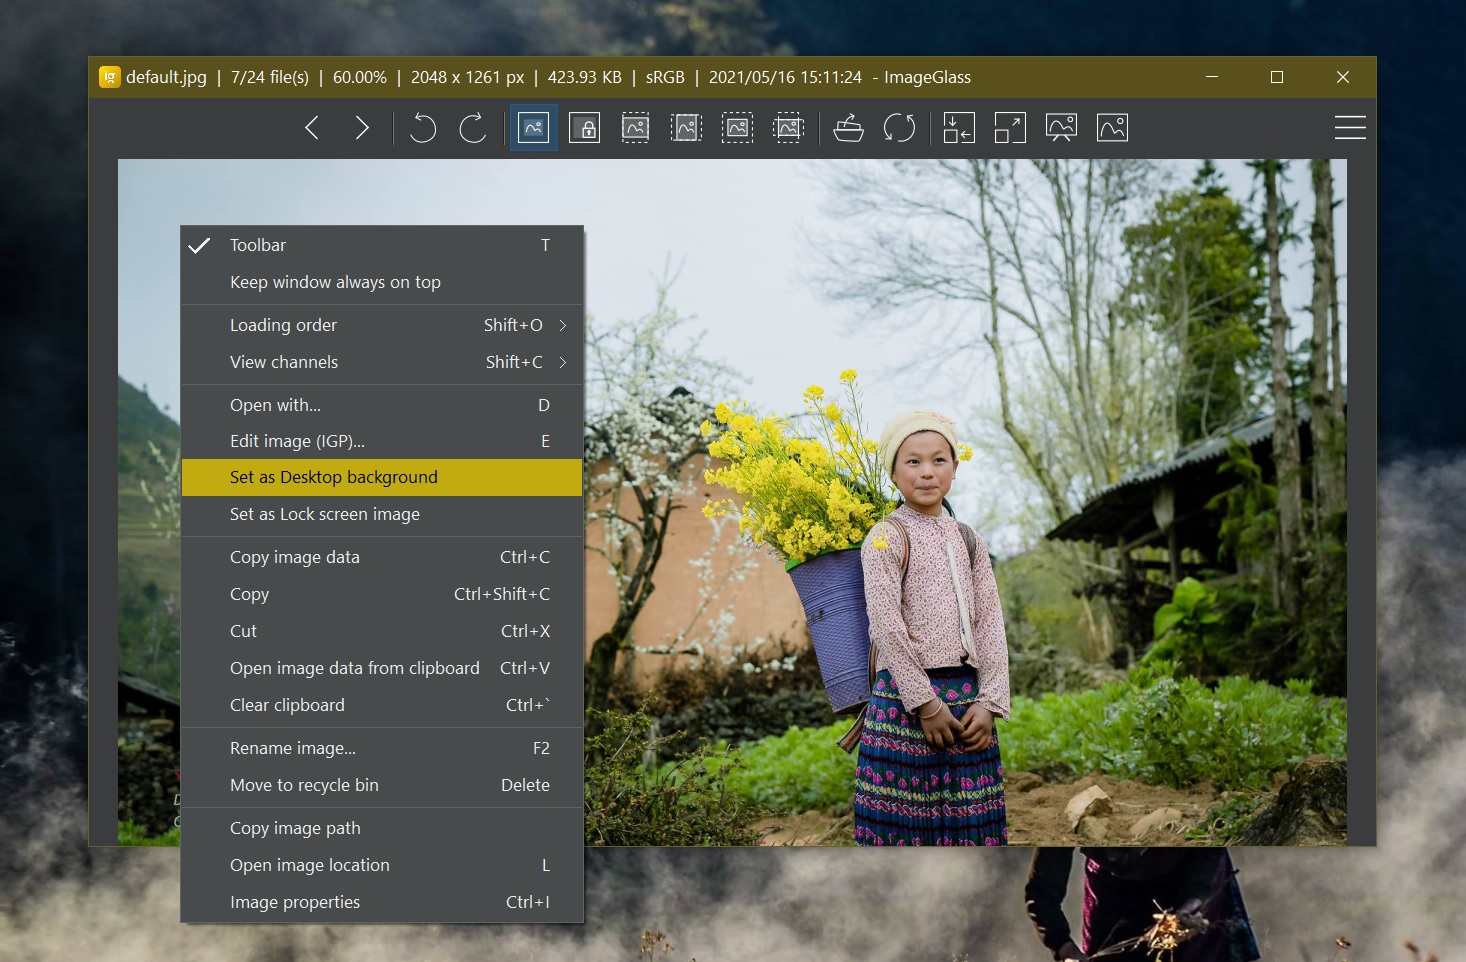 default.jpg | 7/24 file(s) | 60.00% | 2048 x 1261 px | 423.93 KB | sRGB | 2021/05/16 15:11:24 - ImageGlass
Toolbar T
Keep window always on top
Loading order Shift+O
View channels Shift+C
Open with... D
Edit image (IGP)... E
Set as Desktop background
Set as Lock screen image
Copy image data Ctrl+C
Copy Ctrl+Shift+C
Cut Ctrl+X
Open image data from clipboard Ctrl+V
Clear clipboard Ctrl+`
Rename image... F2
Move to recycle bin Delete
Copy image path
Open image location L
Image properties Ctrl+I